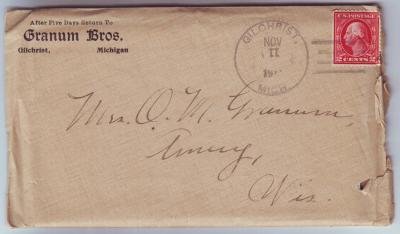 After Five Days Return To
Granum Bros.
Gilchrist, Michigan
GILCHRIST,
NOV
11
19
MICH
U.S. POSTAGE
2 CENTS 2
Mrs. O. M. Granum,
Amery,
Wis.